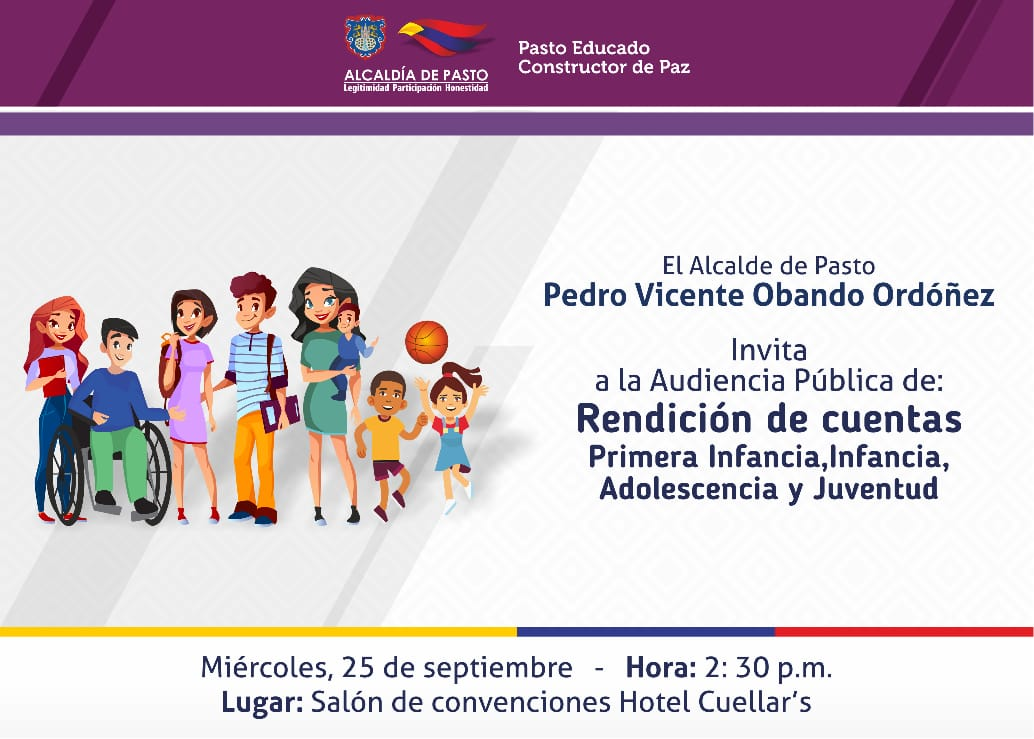 ALCALDÍA DE PASTO
Legitimidad Participación Honestidad
Pasto Educado
Constructor de Paz
El Alcalde de Pasto
Pedro Vicente Obando Ordóñez
Invita
a la Audiencia Pública de:
Rendición de cuentas
Primera Infancia,Infancia,
Adolescencia y Juventud
Miércoles, 25 de septiembre - Hora: 2: 30 p.m.
Lugar: Salón de convenciones Hotel Cuellar's